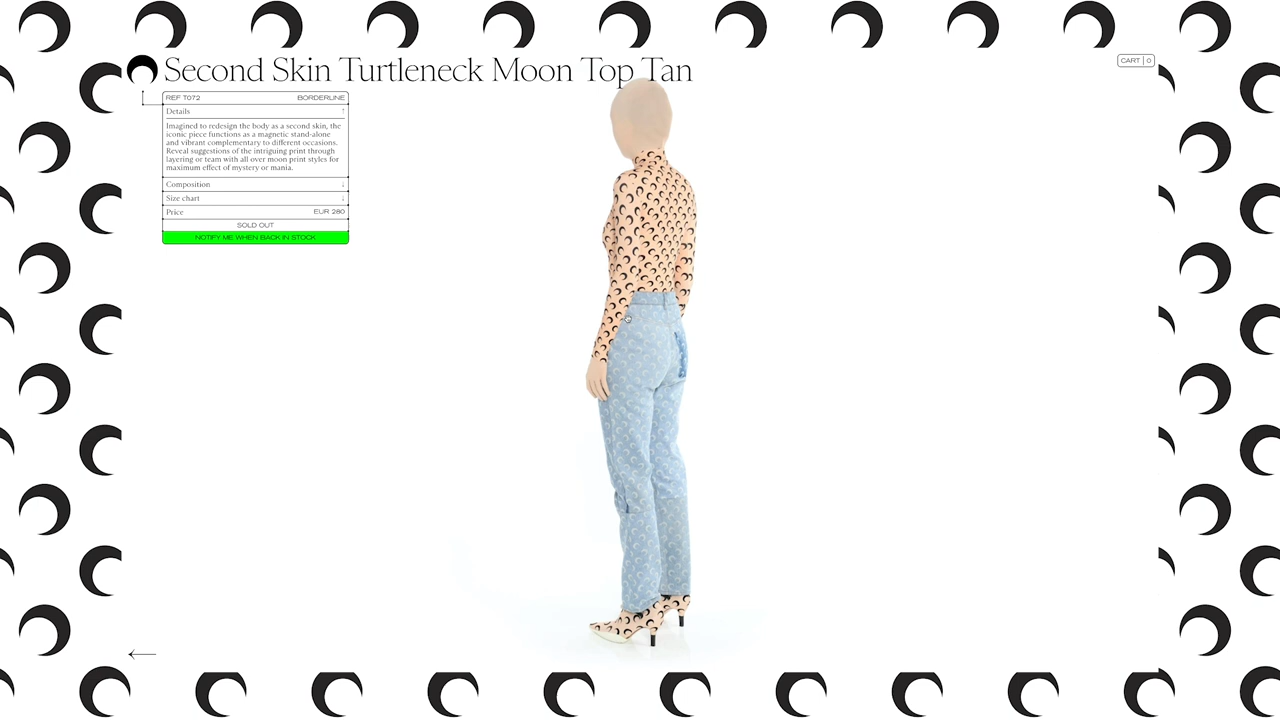 Second Skin Turtleneck Moon Top Tan
CART | 0
REF T072 BORDERLINE
Details ↑
Imagined to redesign the body as a second skin, the
iconic piece functions as a magnetic stand-alone
and vibrant complementary to different occasions.
Reveal suggestions of the intriguing print through
layering or team with all over moon print styles for
maximum effect of mystery or mania.
Composition ↓
Size chart ↓
Price EUR 280
SOLD OUT
NOTIFY ME WHEN BACK IN STOCK